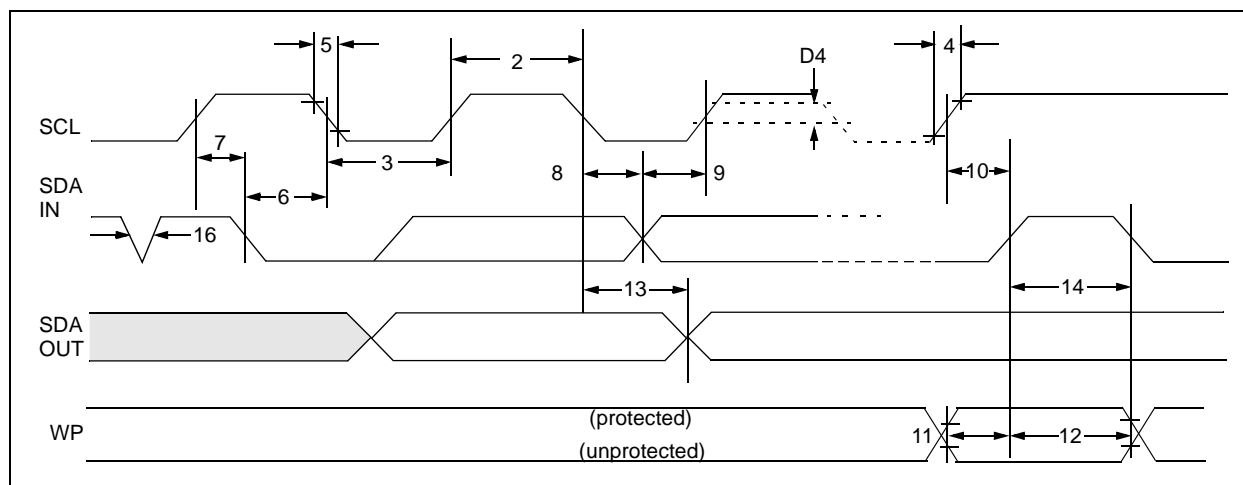 5
2
D4
4
SCL
7
3
8
9
10
SDA
IN
6
16
13
14
SDA
OUT
WP
(protected)
11
12
(unprotected)